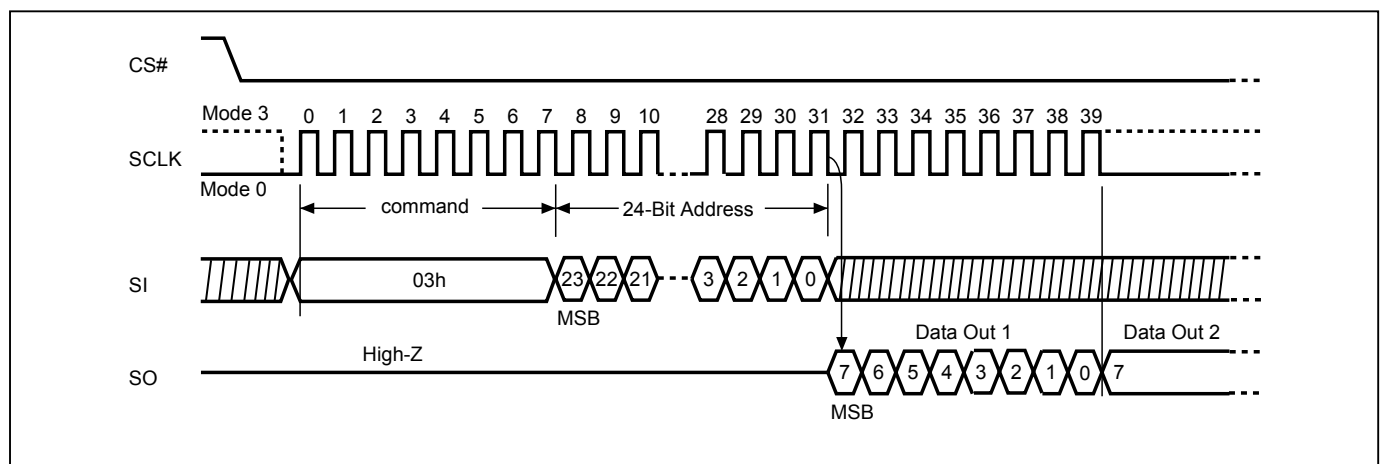 CS#
Mode 3
0 1 2 3 4 5 6 7 8 9 10 28 29 30 31 32 33 34 35 36 37 38 39
SCLK
Mode 0
command
24-Bit Address
SI
03h
23 22 21 3 2 1 0
MSB
Data Out 1
Data Out 2
High-Z
SO
7 6 5 4 3 2 1 0 7
MSB